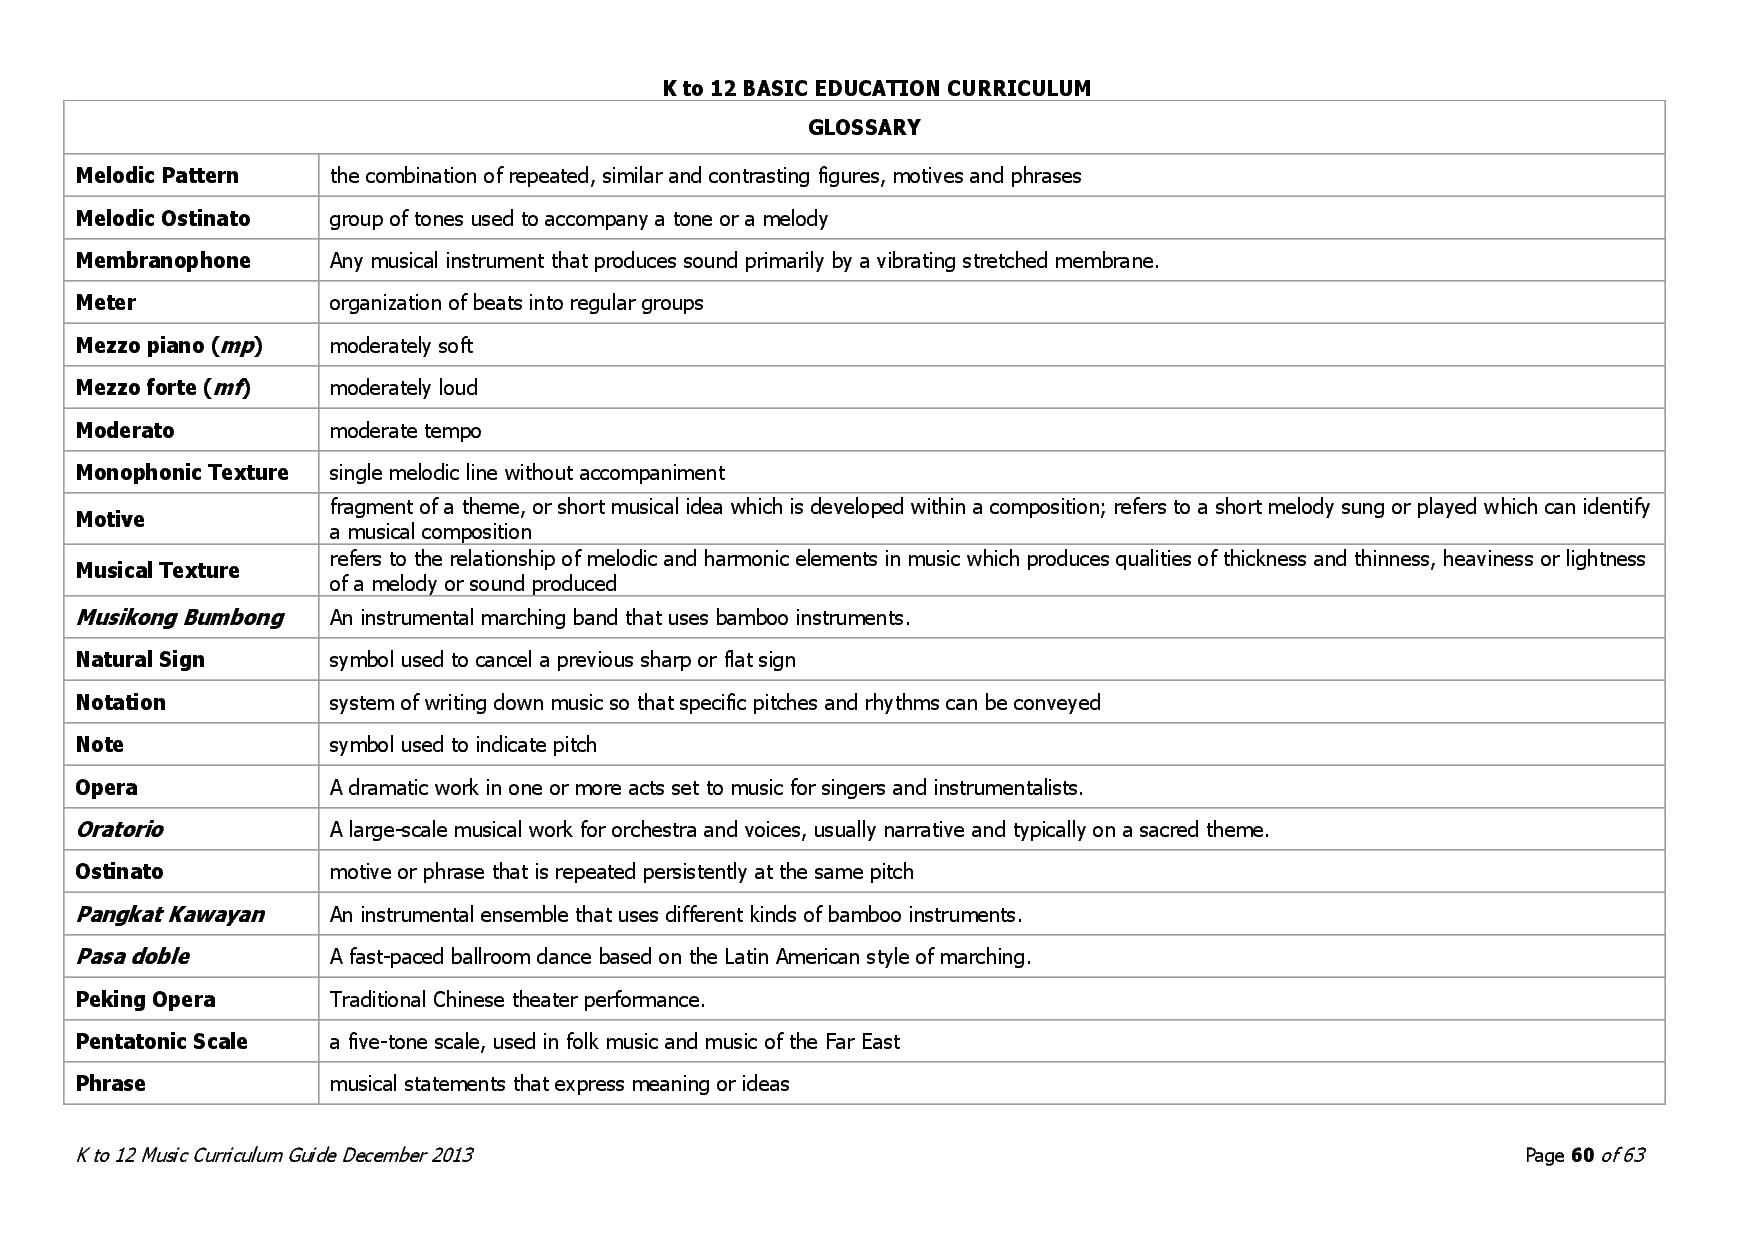 K to 12 BASIC EDUCATION CURRICULUM
GLOSSARY
Melodic Pattern the combination of repeated, similar and contrasting figures, motives and phrases
Melodic Ostinato group of tones used to accompany a tone or a melody
Membranophone Any musical instrument that produces sound primarily by a vibrating stretched membrane.
Meter organization of beats into regular groups
Mezzo piano (mp) moderately soft
Mezzo forte (mf) moderately loud
Moderato moderate tempo
Monophonic Texture single melodic line without accompaniment
Motive fragment of a theme, or short musical idea which is developed within a composition; refers to a short melody sung or played which can identify
a musical composition
Musical Texture refers to the relationship of melodic and harmonic elements in music which produces qualities of thickness and thinness, heaviness or lightness
of a melody or sound produced
Musikong Bumbong An instrumental marching band that uses bamboo instruments.
Natural Sign symbol used to cancel a previous sharp or flat sign
Notation system of writing down music so that specific pitches and rhythms can be conveyed
Note symbol used to indicate pitch
Opera A dramatic work in one or more acts set to music for singers and instrumentalists.
Oratorio A large-scale musical work for orchestra and voices, usually narrative and typically on a sacred theme.
Ostinato motive or phrase that is repeated persistently at the same pitch
Pangkat Kawayan An instrumental ensemble that uses different kinds of bamboo instruments.
Pasa doble A fast-paced ballroom dance based on the Latin American style of marching.
Peking Opera Traditional Chinese theater performance.
Pentatonic Scale a five-tone scale, used in folk music and music of the Far East
Phrase musical statements that express meaning or ideas
K to 12 Music Curriculum Guide December 2013 Page 60 of 63